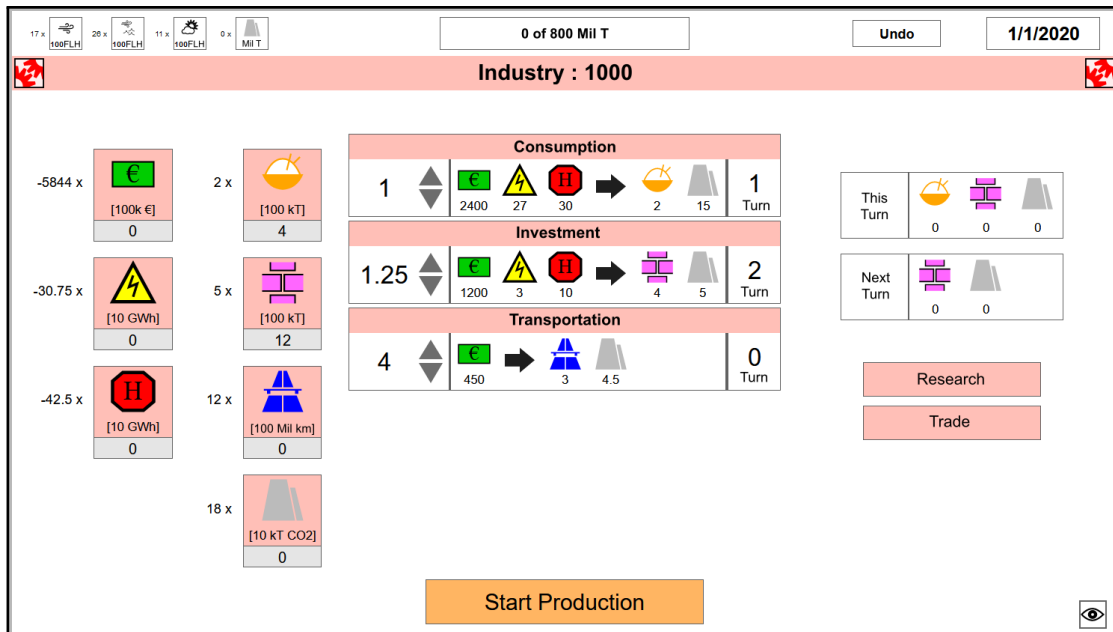 17 x 100FLH 26 x 100FLH 11 x 100FLH 0 x Mil T
0 of 800 Mil T
Undo
1/1/2020
Industry : 1000
-5844 x € [100k €] 0
2 x [100 kT] 4
-30.75 x [10 GWh] 0
5 x [100 kT] 12
-42.5 x H [10 GWh] 0
12 x [100 Mil km] 0
18 x [10 kT CO2] 0
Consumption
1 € H 1
2400 27 30 2 15 Turn
Investment
1.25 € H 2
1200 3 10 4 5 Turn
Transportation
4 € 0
450 3 4.5 Turn
This
Turn
0 0 0
Next
Turn
0 0
Research
Trade
Start Production